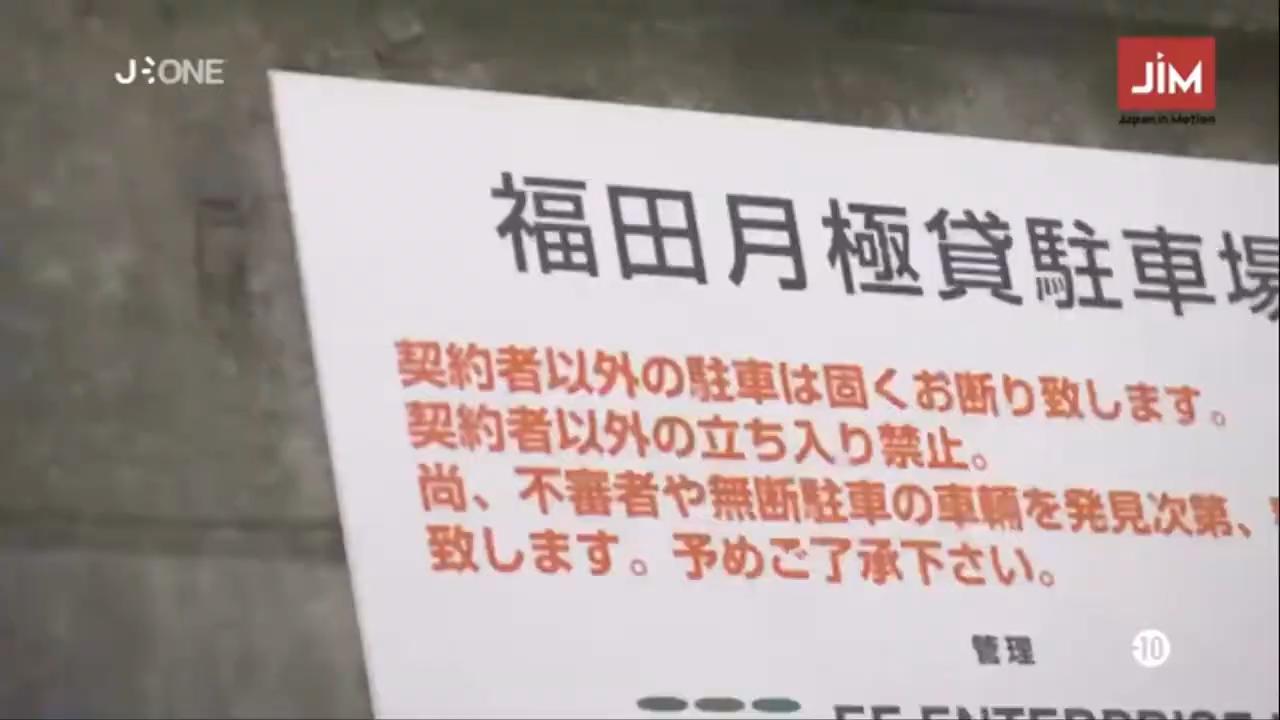 J ONE
JIM
Japan in Motion
福田月極貸駐車場
契約者以外の駐車は固くお断り致します。
契約者以外の立ち入り禁止。
尚、不審者や無断駐車の車輌を発見次第、
致します。予めご了承下さい。
管理
-10
ENTERPRISE